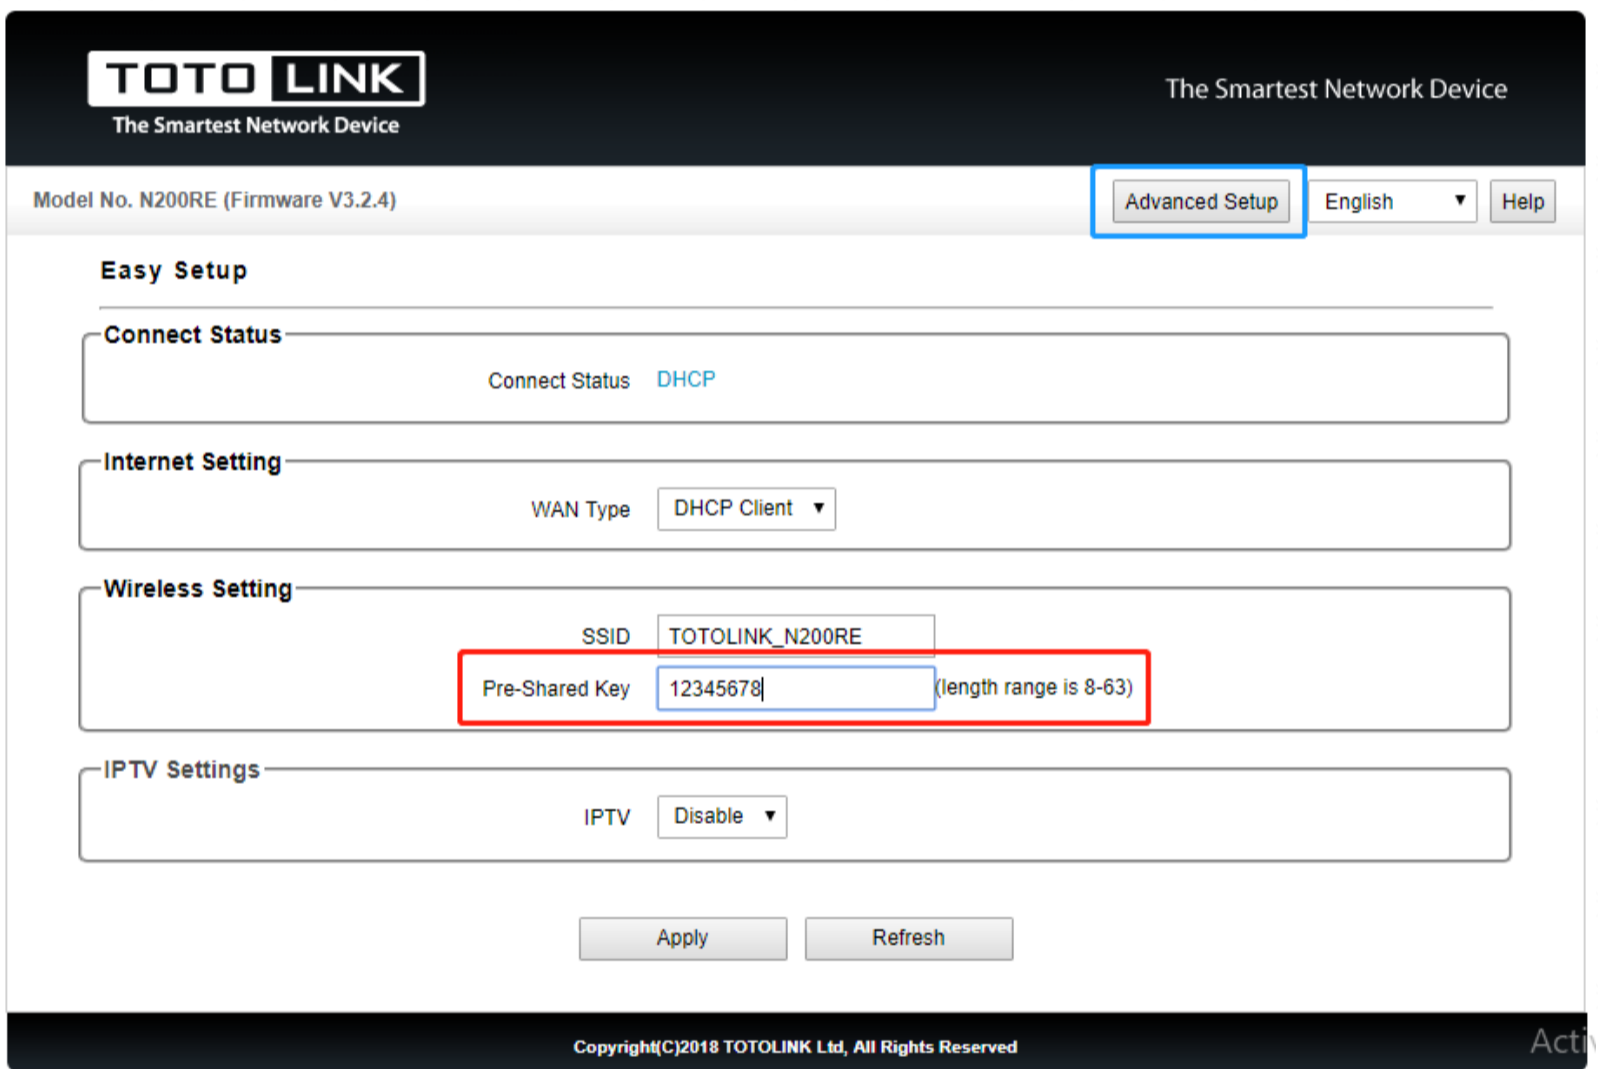 TOTO LINK
The Smartest Network Device
The Smartest Network Device
Model No. N200RE (Firmware V3.2.4)
Advanced Setup
English
Help
Easy Setup
Connect Status
Connect Status DHCP
Internet Setting
WAN Type DHCP Client
Wireless Setting
SSID TOTOLINK_N200RE
Pre-Shared Key 12345678 (length range is 8-63)
IPTV Settings
IPTV Disable
Apply Refresh
Copyright(C)2018 TOTOLINK Ltd, All Rights Reserved